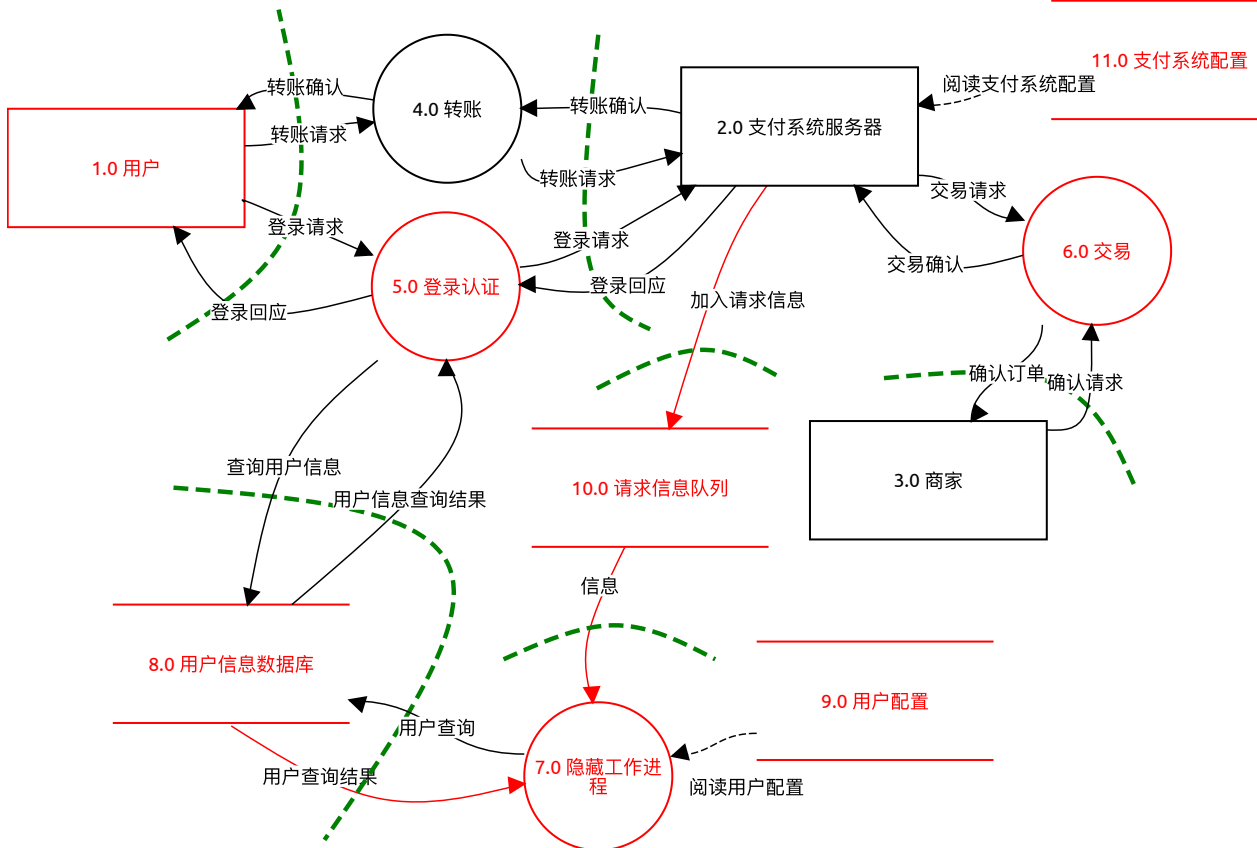 11.0 支付系统配置
阅读支付系统配置
转账确认
4.0 转账
转账确认
2.0 支付系统服务器
转账请求
1.0 用户
转账请求
交易请求
登录请求
登录请求
6.0 交易
交易确认
5.0 登录认证
登录回应
加入请求信息
登录回应
确认订单
确认请求
查询用户信息
用户信息查询结果
10.0 请求信息队列
3.0 商家
信息
8.0 用户信息数据库
9.0 用户配置
用户查询
7.0 隐藏工作进
程
用户查询结果
阅读用户配置